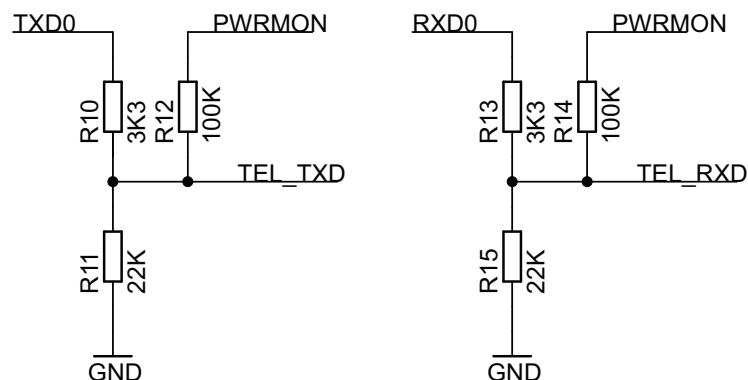 TXD0
PWRMON
R10
3K3
R12
100K
TEL_TXD
R11
22K
GND
RXD0
PWRMON
R13
3K3
R14
100K
TEL_RXD
R15
22K
GND